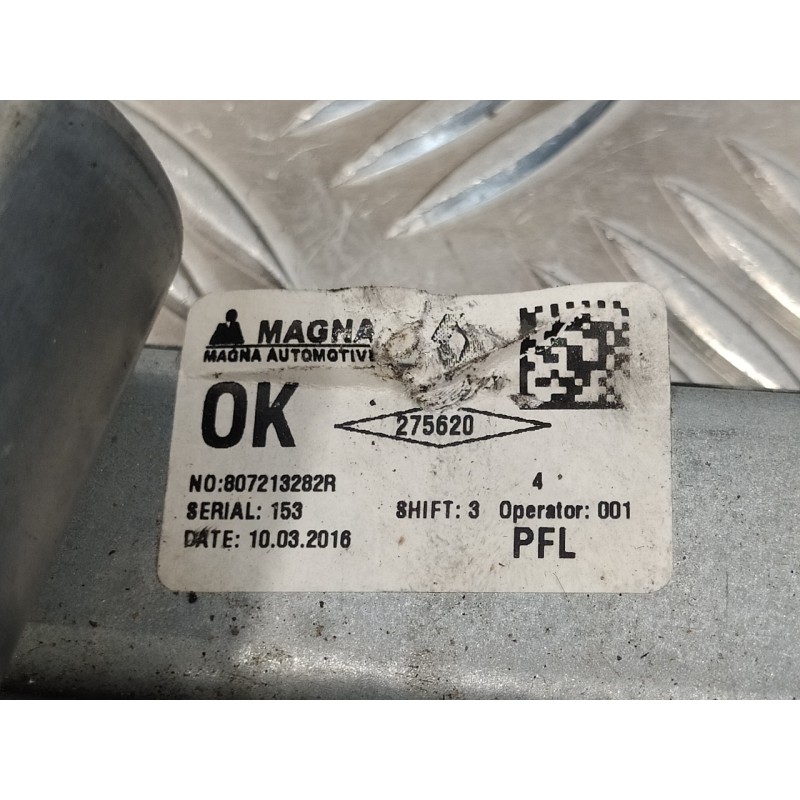 MAGNA
MAGNA AUTOMOTIVE
OK 275620
NO:807213282R 4
SERIAL: 153 SHIFT: 3 Operator: 001
DATE: 10.03.2016 PFL